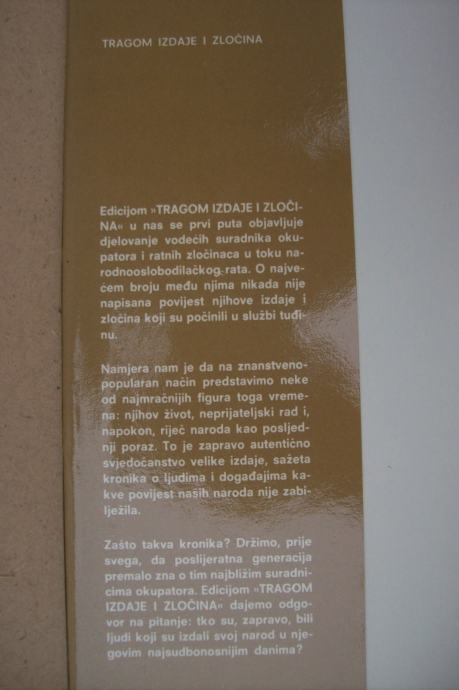 TRAGOM IZDAJE I ZLOČINA
Edicijom »TRAGOM IZDAJE I ZLOČI-
NA« u nas se prvi puta objavljuje
djelovanje vodećih suradnika oku-
patora i ratnih zločinaca u toku na-
rodnooslobodilačkog rata. O najve-
ćem broju među njima nikada nije
napisana povijest njihove izdaje i
zločina koji su počinili u službi tuđi-
nu.
Namjera nam je da na znanstveno-
popularan način predstavimo neke
od najmračnijih figura toga vreme-
na: njihov život, neprijateljski rad i,
napokon, riječ naroda kao posljed-
nji poraz. To je zapravo autentično
svjedočanstvo velike izdaje, sažeta
kronika o ljudima i događajima ka-
kve povijest naših naroda nije zabi-
lježila.
Zašto takva kronika? Držimo, prije
svega, da poslijeratna generacija
premalo zna o tim najbližim suradni-
cima okupatora. Edicijom »TRAGOM
IZDAJE I ZLOČINA« dajemo odgo-
vor na pitanje: tko su, zapravo, bili
ljudi koji su izdali svoj narod u nje-
govim najsudbonosnijim danima?